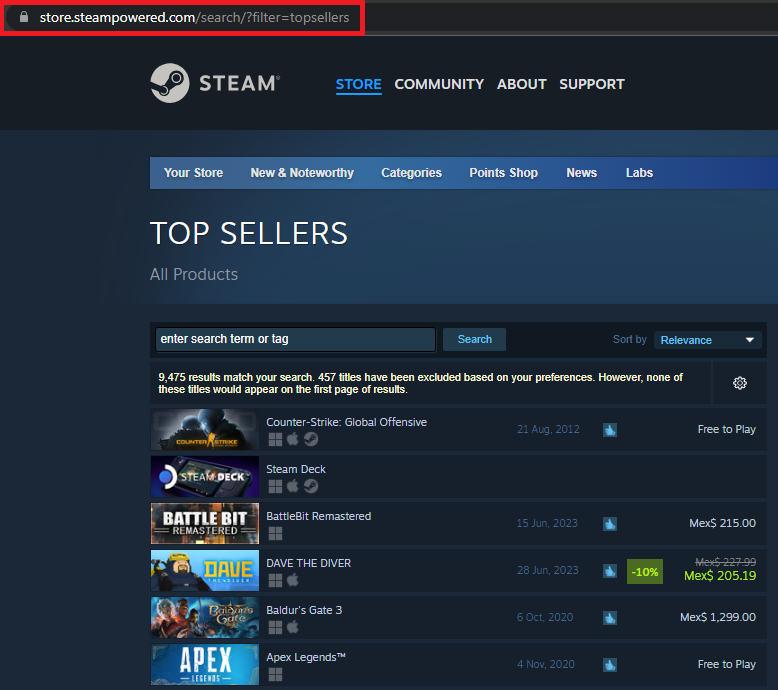 store.steampowered.com/search/?filter=topsellers
STEAM®
STORE COMMUNITY ABOUT SUPPORT
Your Store New & Noteworthy Categories Points Shop News Labs
TOP SELLERS
All Products
enter search term or tag Search Sort by Relevance
9,475 results match your search. 457 titles have been excluded based on your preferences. However, none of
these titles would appear on the first page of results.
COUNTER STRIKE
Counter-Strike: Global Offensive 21 Aug, 2012 Free to Play
STEAM DECK
Steam Deck
BATTLE BIT
REMASTERED
BattleBit Remastered 15 Jun, 2023 Mex$ 215.00
DAVE
THE DIVER
DAVE THE DIVER 28 Jun, 2023 -10% Mex$ 227.99
Mex$ 205.19
Baldur's Gate
Baldur's Gate 3 6 Oct, 2020 Mex$ 1,299.00
APEX
LEGENDS
Apex Legends™ 4 Nov, 2020 Free to Play